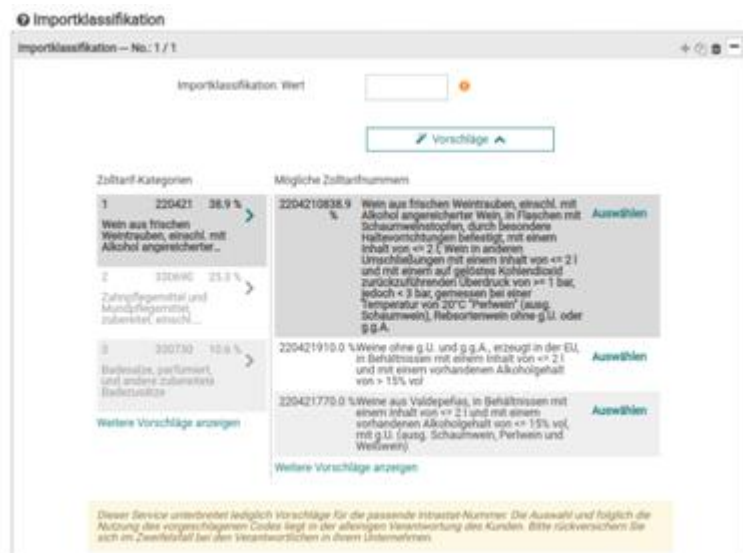 Importklassifikation
Importklassifikation — No.: 1 / 1
Importklassifikation. Wert
Vorschläge
Zolltarif-Kategorien
Mögliche Zolltarifnummern
1 220421 38.9 %
Wein aus frischen
Weintrauben, einschl. mit
Alkohol angereicherter...
2 330690 25.3 %
Zahnpflegemittel und
Mundpflegemittel,
zubereitet, einschl....
3 330730 10.6 %
Badesalze, parfümiert,
und andere zubereitete
Badezusätze
Weitere Vorschläge anzeigen
2204210838.9
%
Wein aus frischen Weintrauben, einschl. mit
Alkohol angereicherter Wein, in Flaschen mit
Schaumweinstopfen, durch besondere
Haltevorrichtungen befestigt, mit einem
Inhalt von <= 2 l; Wein in anderen
Umschließungen mit einem Inhalt von <= 2 l
und mit einem auf gelöstes Kohlendioxid
zurückzuführenden Überdruck von >= 1 bar,
jedoch < 3 bar, gemessen bei einer
Temperatur von 20°C "Perlwein" (ausg.
Schaumwein), Rebsortenwein ohne g.U. oder
g.g.A.
Auswählen
220421910.0 %Weine ohne g.U. und g.g.A., erzeugt in der EU,
in Behältnissen mit einem Inhalt von <= 2 l
und mit einem vorhandenen Alkoholgehalt
von > 15% vol
Auswählen
220421770.0 %Weine aus Valdepeñas, in Behältnissen mit
einem Inhalt von <= 2 l und mit einem
vorhandenen Alkoholgehalt von <= 15% vol,
mit g.U. (ausg. Schaumwein, Perlwein und
Weißwein)
Auswählen
Weitere Vorschläge anzeigen
Dieser Service unterbreitet lediglich Vorschläge für die passende Intrastat-Nummer. Die Auswahl und folglich die
Nutzung des vorgeschlagenen Codes liegt in der alleinigen Verantwortung des Kunden. Bitte rückversichern Sie
sich im Zweifelsfall bei den Verantwortlichen in Ihrem Unternehmen.